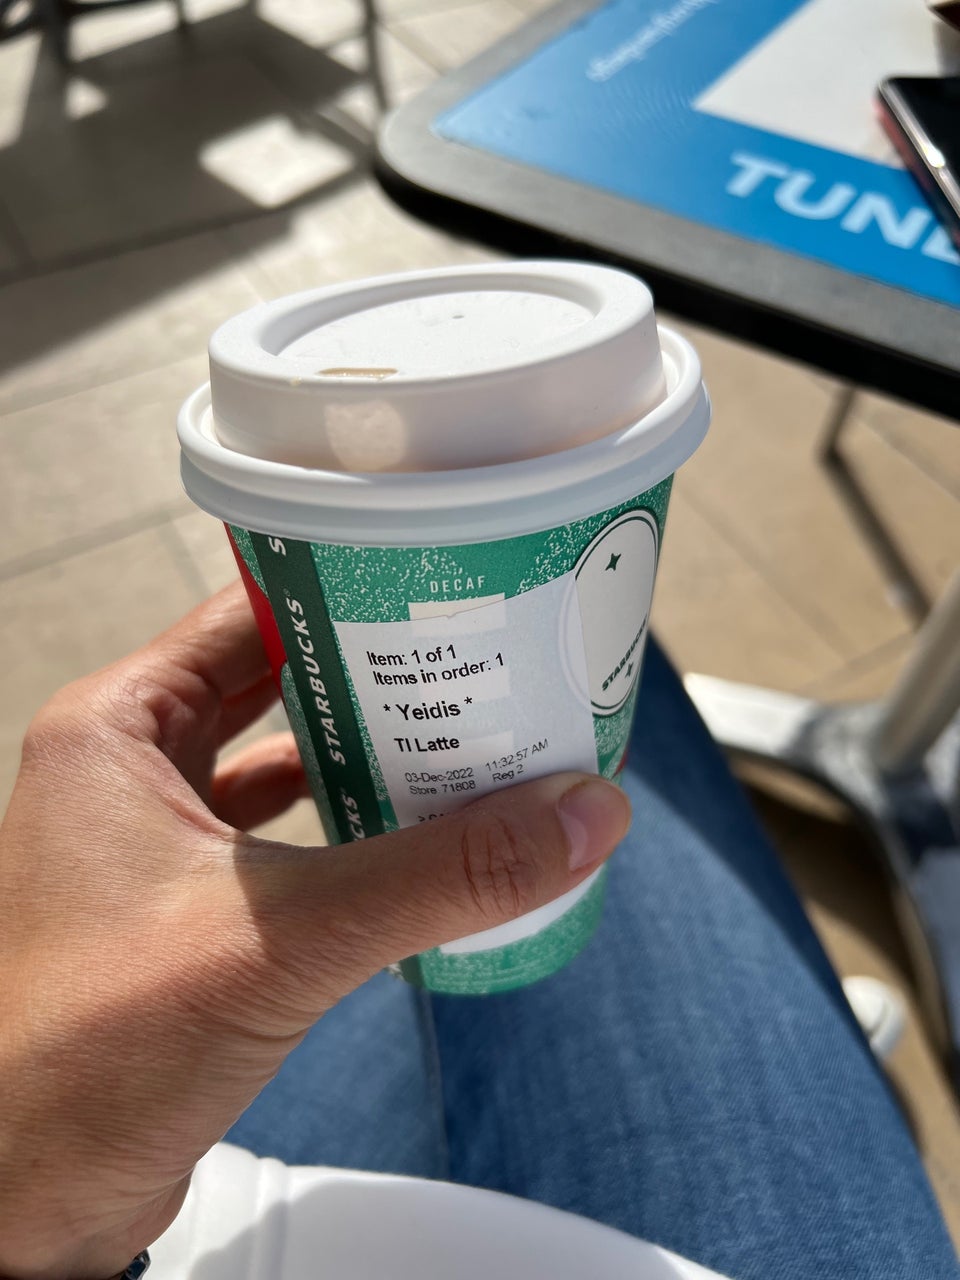 TUN
DECAF
STARBUCKS
Item: 1 of 1
Items in order: 1
* Yeidis *
Tl Latte
03-Dec-2022 11:32:57 AM
Store 71808 Reg 2
STARBUCKS